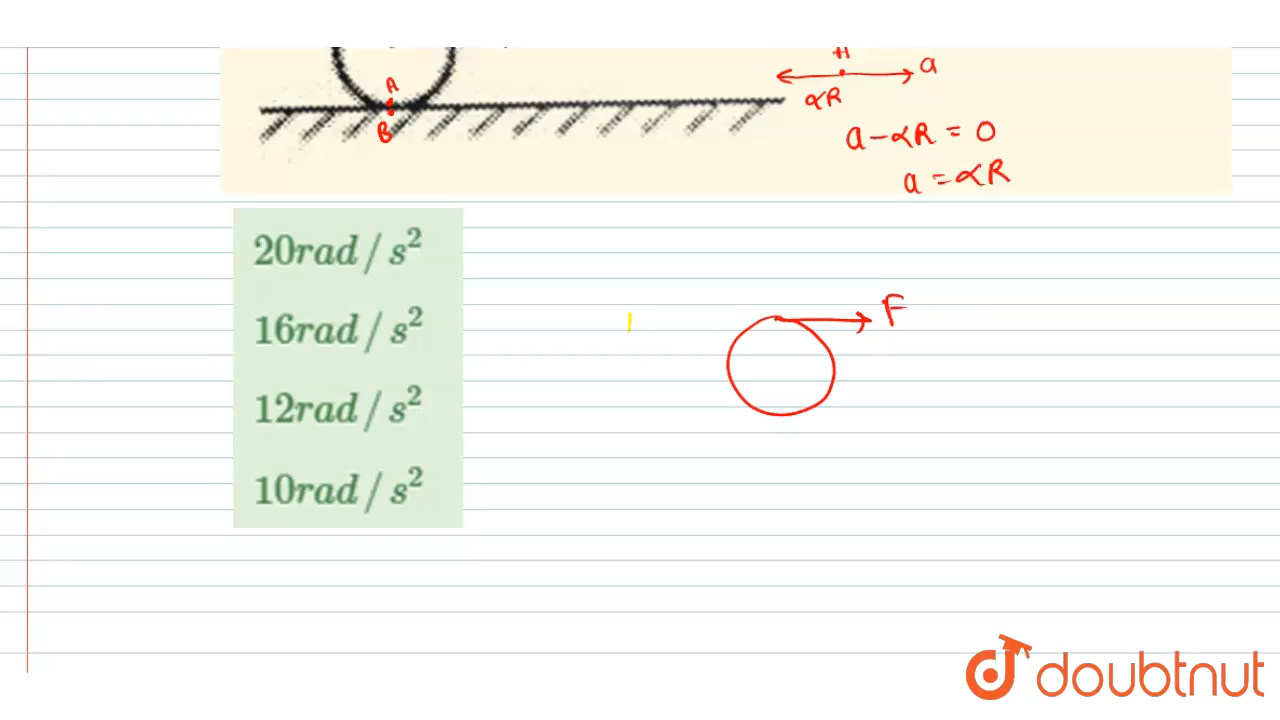 A
B
a
αR
a - αR = 0
a = αR
20rad/s²
16rad/s²
12rad/s²
10rad/s²
F
doubtnut